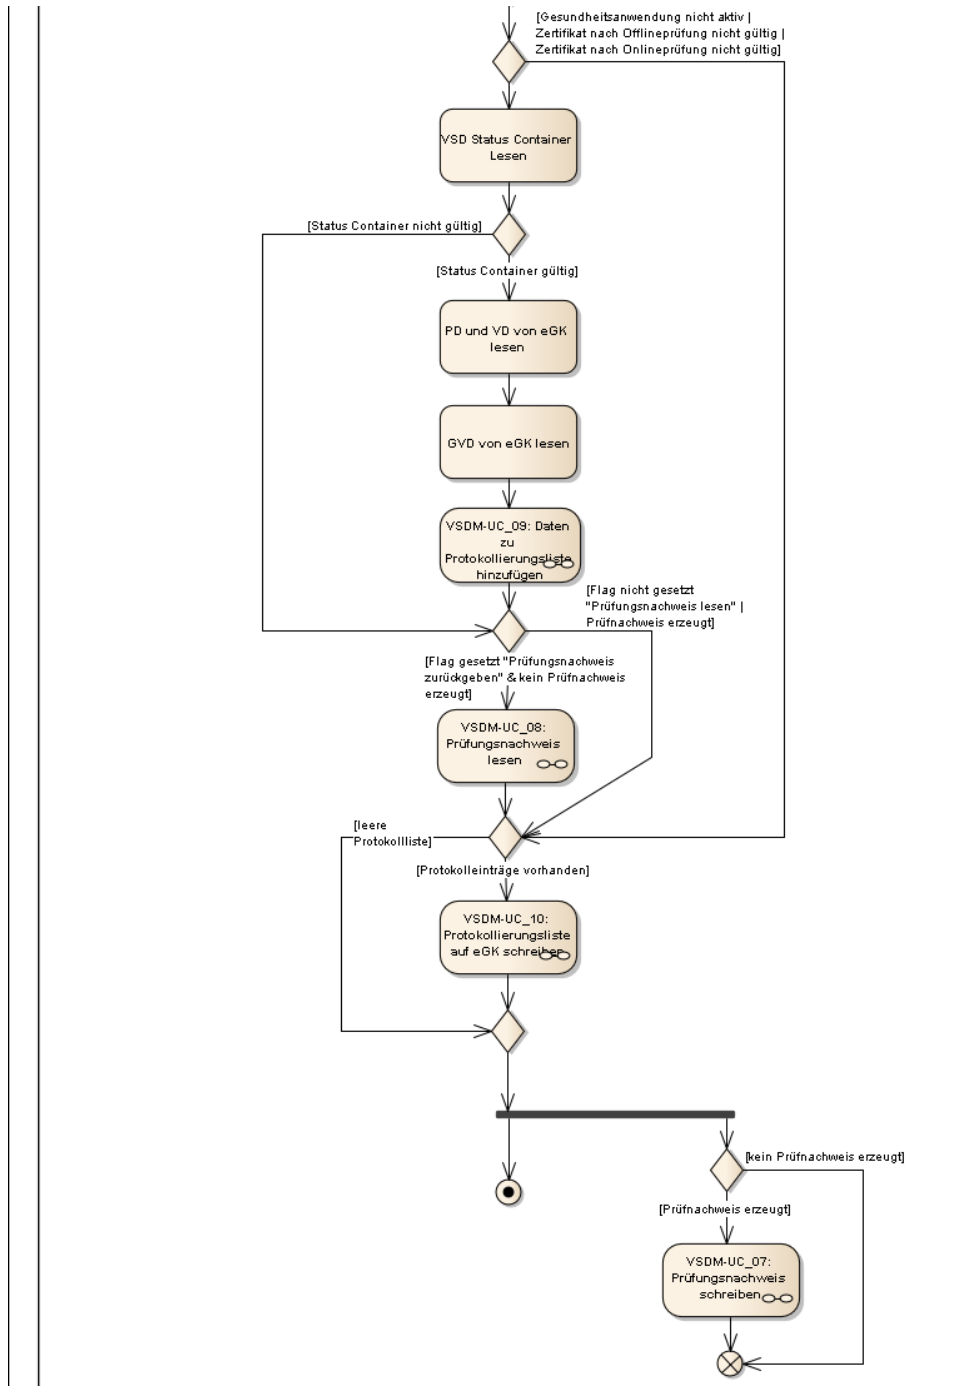 [Gesundheitsanwendung nicht aktiv |
Zertifikat nach Offlineprüfung nicht gültig |
Zertifikat nach Onlineprüfung nicht gültig]
VSD Status Container
Lesen
[Status Container nicht gültig]
[Status Container gültig]
PD und VD von eGK
lesen
GVD von eGK lesen
VSDM-UC_09: Daten
zu
Protokollierungsliste
hinzufügen
[Flag nicht gesetzt
"Prüfungsnachweis lesen" |
Prüfnachweis erzeugt]
[Flag gesetzt "Prüfungsnachweis
zurückgeben" & kein Prüfnachweis
erzeugt]
VSDM-UC_08:
Prüfungsnachweis
lesen
[leere
Protokollliste]
[Protokolleinträge vorhanden]
VSDM-UC_10:
Protokollierungsliste
auf eGK schreiben
[kein Prüfnachweis erzeugt]
[Prüfnachweis erzeugt]
VSDM-UC_07:
Prüfungsnachweis
schreiben